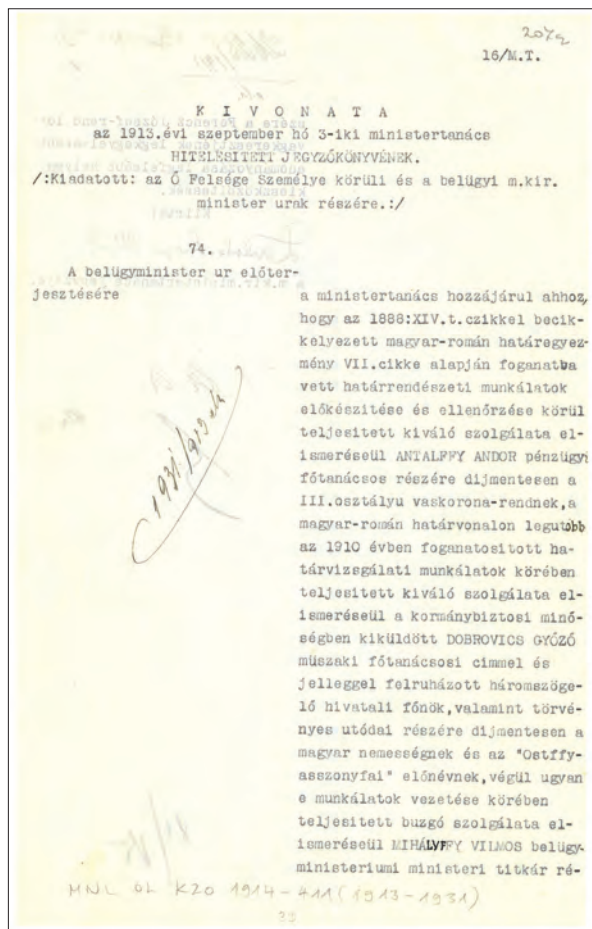 207a
16/M.T.
K I V O N A T A
az 1913.évi szeptember hó 3-iki ministertanács
HITELESITETT JEGYZŐKÖNYVÉNEK.
/:Kiadatott: az Ő Felsége Személye körüli és a belügyi m.kir.
minister urak részére.:/
74.
A belügyminister ur előter-
jesztésére
a ministertanács hozzájárul ahhoz,
hogy az 1888:XIV.t.czikkel becik-
kelyezett magyar-román határegyez-
mény VII.cikke alapján foganatba
vett határrendészeti munkálatok
előkészitése és ellenőrzése körül
teljesitett kiváló szolgálata el-
ismeréseül ANTALFFY ANDOR pénzügyi
főtanácsos részére dijmentesen a
III.osztályu vaskorona-rendnek,a
magyar-román határvonalon legutóbb
az 1910 évben foganatositott ha-
tárvizsgálati munkálatok körében
teljesitett kiváló szolgálata el-
ismeréseül a kormánybiztosi minő-
ségben kiküldött DOBROVICS GYŐZŐ
műszaki főtanácsosi cimmel és
jelleggel felruházott háromszöge-
lő hivatali főnök,valamint törvé-
nyes utódai részére dijmentesen a
magyar nemességnek és az "Ostffy-
asszonyfai" előnévnek,végül ugyan
e munkálatok vezetése körében
teljesitett buzgó szolgálata el-
ismeréseül MIHÁLYFFY VILMOS belügy-
ministeriumi ministeri titkár ré-
1931/913
MNL OL K20 1914-411 (1913-1931)